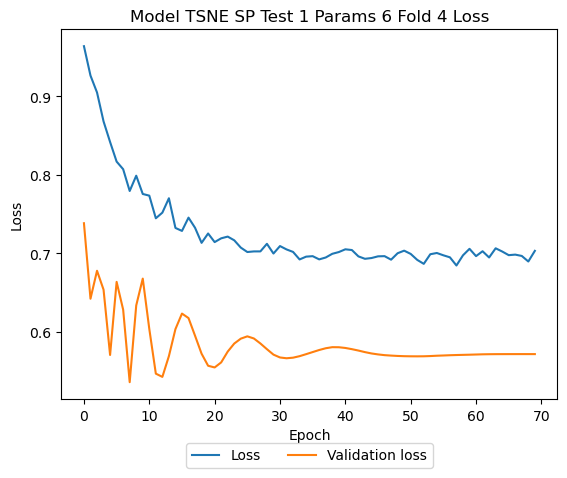 Model TSNE SP Test 1 Params 6 Fold 4 Loss
Loss
0.9
0.8
0.7
0.6
0 10 20 30 40 50 60 70
Epoch
Loss Validation loss